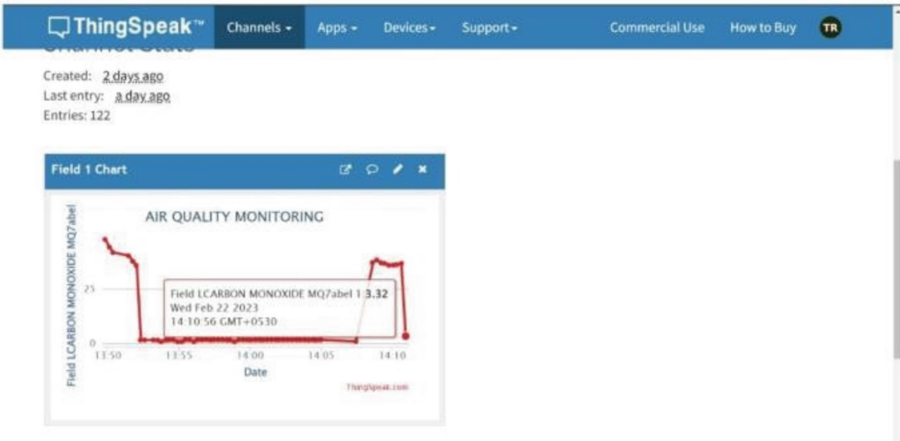 ThingSpeak™ Channels Apps Devices Support Commercial Use How to Buy TR
Created: 2 days ago
Last entry: a day ago
Entries: 122
Field 1 Chart
AIR QUALITY MONITORING
Field LCARBON MONOXIDE MQ7abel
25
0
Field LCARBON MONOXIDE MQ7abel 1 3.32
Wed Feb 22 2023
14:10:56 GMT+0530
13:50 13:55 14:00 14:05 14:10
Date
ThingSpeak.com